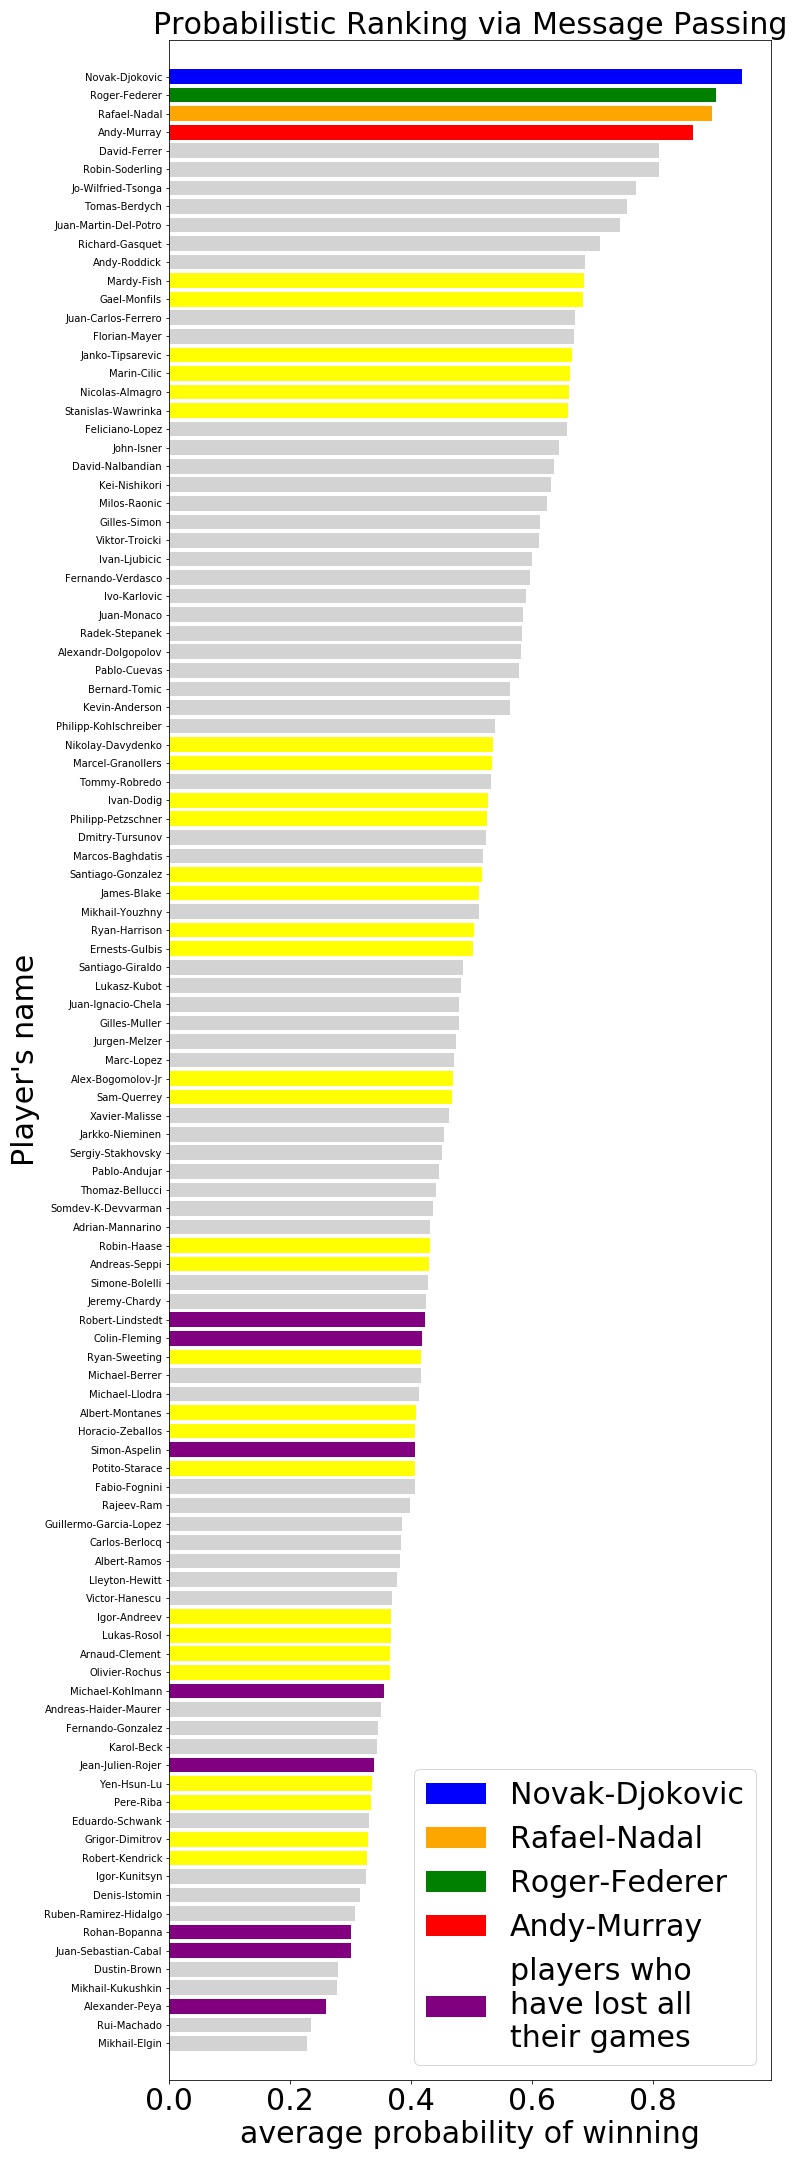 Probabilistic Ranking via Message Passing
Novak-Djokovic
Roger-Federer
Rafael-Nadal
Andy-Murray
David-Ferrer
Robin-Soderling
Jo-Wilfried-Tsonga
Tomas-Berdych
Juan-Martin-Del-Potro
Richard-Gasquet
Andy-Roddick
Mardy-Fish
Gael-Monfils
Juan-Carlos-Ferrero
Florian-Mayer
Janko-Tipsarevic
Marin-Cilic
Nicolas-Almagro
Stanislas-Wawrinka
Feliciano-Lopez
John-Isner
David-Nalbandian
Kei-Nishikori
Milos-Raonic
Gilles-Simon
Viktor-Troicki
Ivan-Ljubicic
Fernando-Verdasco
Ivo-Karlovic
Juan-Monaco
Radek-Stepanek
Alexandr-Dolgopolov
Pablo-Cuevas
Bernard-Tomic
Kevin-Anderson
Philipp-Kohlschreiber
Nikolay-Davydenko
Marcel-Granollers
Tommy-Robredo
Ivan-Dodig
Philipp-Petzschner
Dmitry-Tursunov
Marcos-Baghdatis
Santiago-Gonzalez
James-Blake
Mikhail-Youzhny
Ryan-Harrison
Ernests-Gulbis
Santiago-Giraldo
Lukasz-Kubot
Juan-Ignacio-Chela
Gilles-Muller
Jurgen-Melzer
Marc-Lopez
Alex-Bogomolov-Jr
Sam-Querrey
Xavier-Malisse
Jarkko-Nieminen
Sergiy-Stakhovsky
Pablo-Andujar
Thomaz-Bellucci
Somdev-K-Devvarman
Adrian-Mannarino
Robin-Haase
Andreas-Seppi
Simone-Bolelli
Jeremy-Chardy
Robert-Lindstedt
Colin-Fleming
Ryan-Sweeting
Michael-Berrer
Michael-Llodra
Albert-Montanes
Horacio-Zeballos
Simon-Aspelin
Potito-Starace
Fabio-Fognini
Rajeev-Ram
Guillermo-Garcia-Lopez
Carlos-Berlocq
Albert-Ramos
Lleyton-Hewitt
Victor-Hanescu
Igor-Andreev
Lukas-Rosol
Arnaud-Clement
Olivier-Rochus
Michael-Kohlmann
Andreas-Haider-Maurer
Fernando-Gonzalez
Karol-Beck
Jean-Julien-Rojer
Yen-Hsun-Lu
Pere-Riba
Eduardo-Schwank
Grigor-Dimitrov
Robert-Kendrick
Igor-Kunitsyn
Denis-Istomin
Ruben-Ramirez-Hidalgo
Rohan-Bopanna
Juan-Sebastian-Cabal
Dustin-Brown
Mikhail-Kukushkin
Alexander-Peya
Rui-Machado
Mikhail-Elgin
Player's name
Novak-Djokovic
Rafael-Nadal
Roger-Federer
Andy-Murray
players who
have lost all
their games
0.0 0.2 0.4 0.6 0.8
average probability of winning